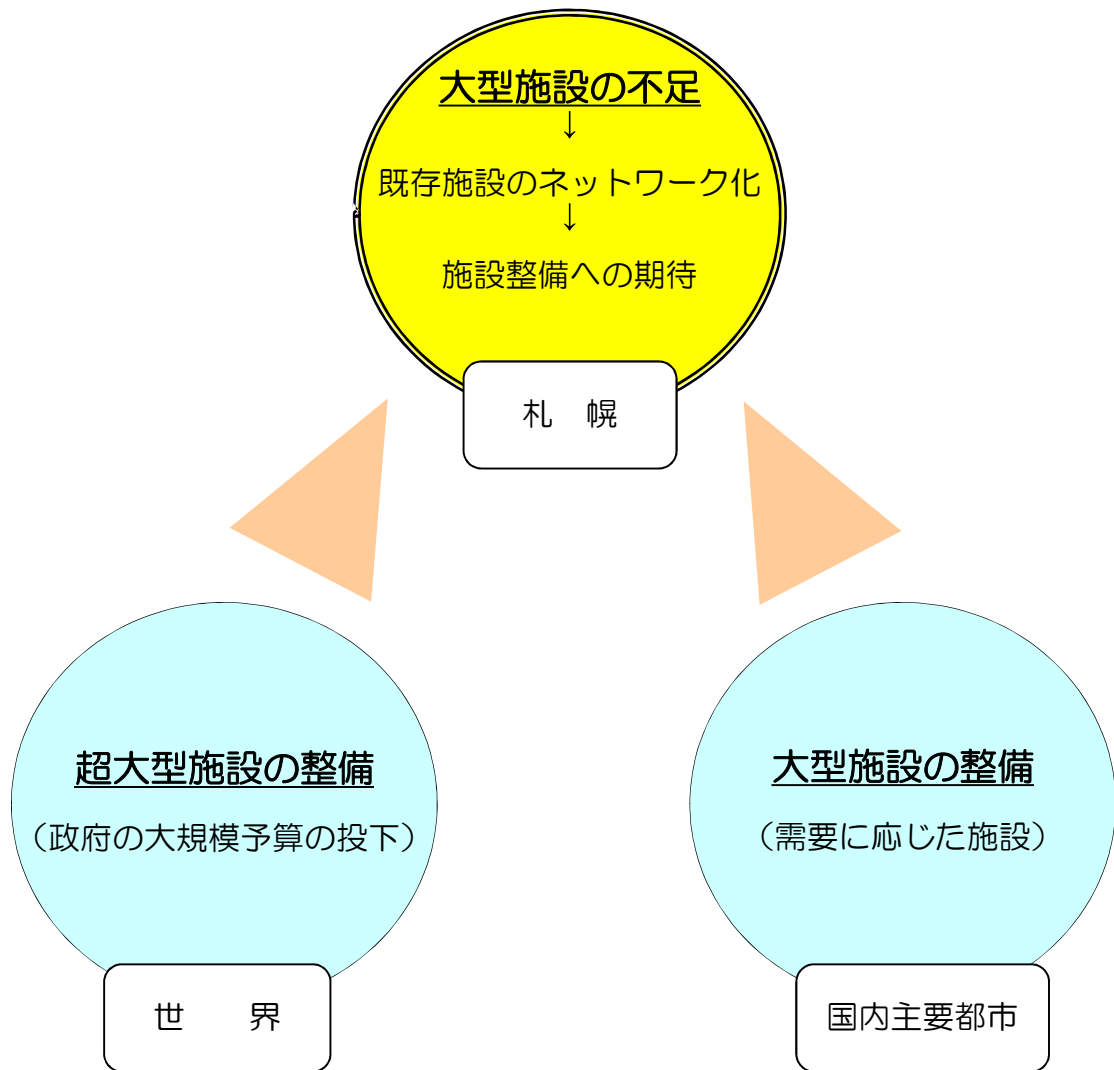 大型施設の不足
↓
既存施設のネットワーク化
↓
施設整備への期待
札　幌
超大型施設の整備
（政府の大規模予算の投下）
世　　界
大型施設の整備
（需要に応じた施設）
国内主要都市